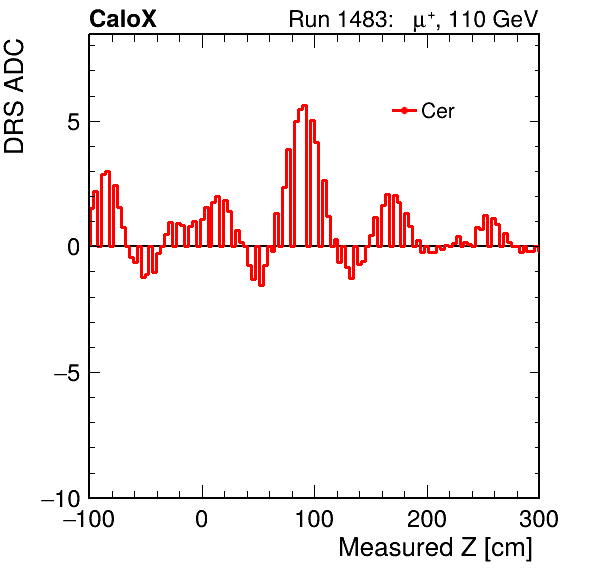 CaloX Run 1483: μ⁺, 110 GeV
DRS ADC
Cer
5
0
−5
−10
−100 0 100 200 300
Measured Z [cm]